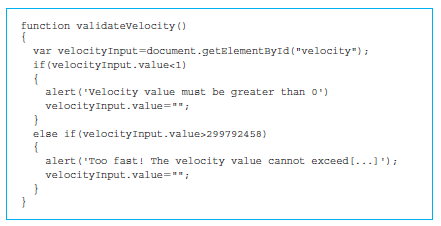 function validateVelocity()
{
var velocityInput=document.getElementById("velocity");
if(velocityInput.value<1)
{
alert('Velocity value must be greater than 0')
velocityInput.value="";
}
else if(velocityInput.value>299792458)
{
alert('Too fast! The velocity value cannot exceed[...]');
velocityInput.value="";
}
}